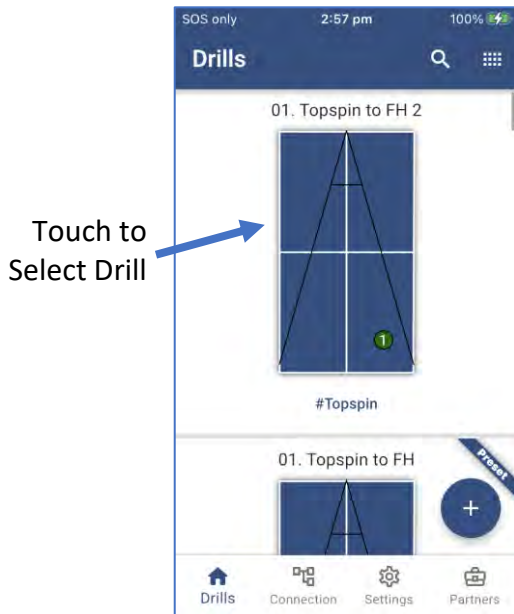 SOS only 2:57 pm 100%
Drills
01. Topspin to FH 2
Touch to
Select Drill
1
#Topspin
01. Topspin to FH
Preset
+
Drills Connection Settings Partners